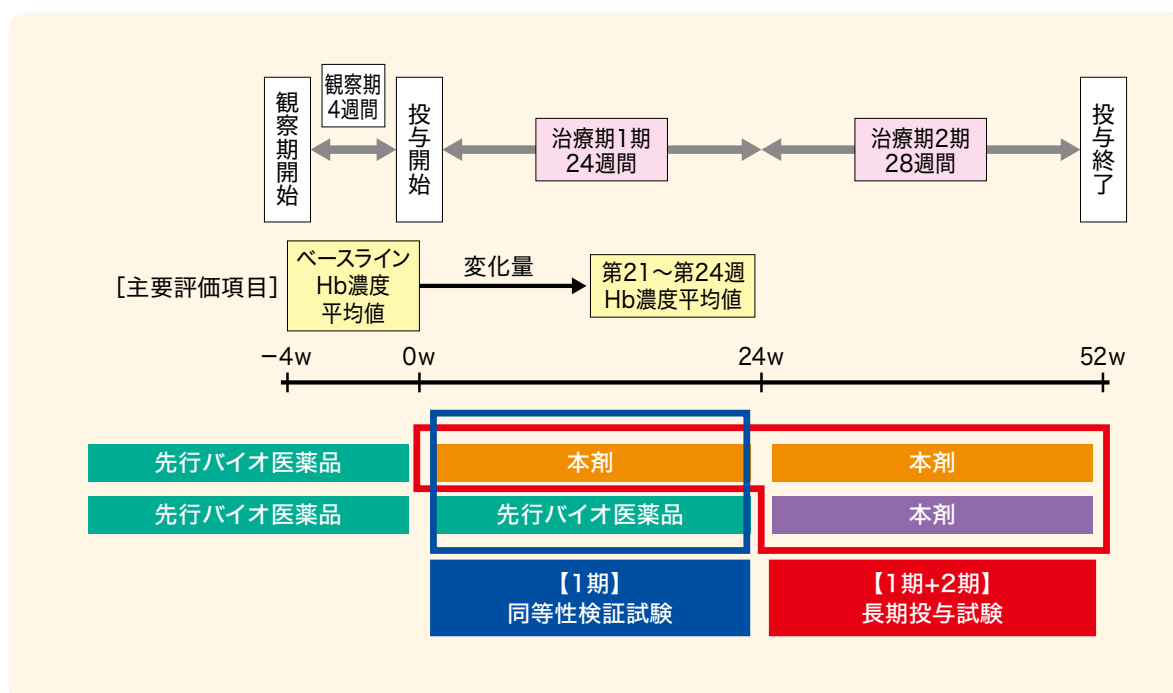 観察期開始
観察期
4週間
投与開始
治療期1期
24週間
治療期2期
28週間
投与終了
[主要評価項目]
ベースライン
Hb濃度
平均値
変化量
第21～第24週
Hb濃度平均値
−4w
0w
24w
52w
先行バイオ医薬品
本剤
本剤
先行バイオ医薬品
先行バイオ医薬品
本剤
【1期】
同等性検証試験
【1期+2期】
長期投与試験